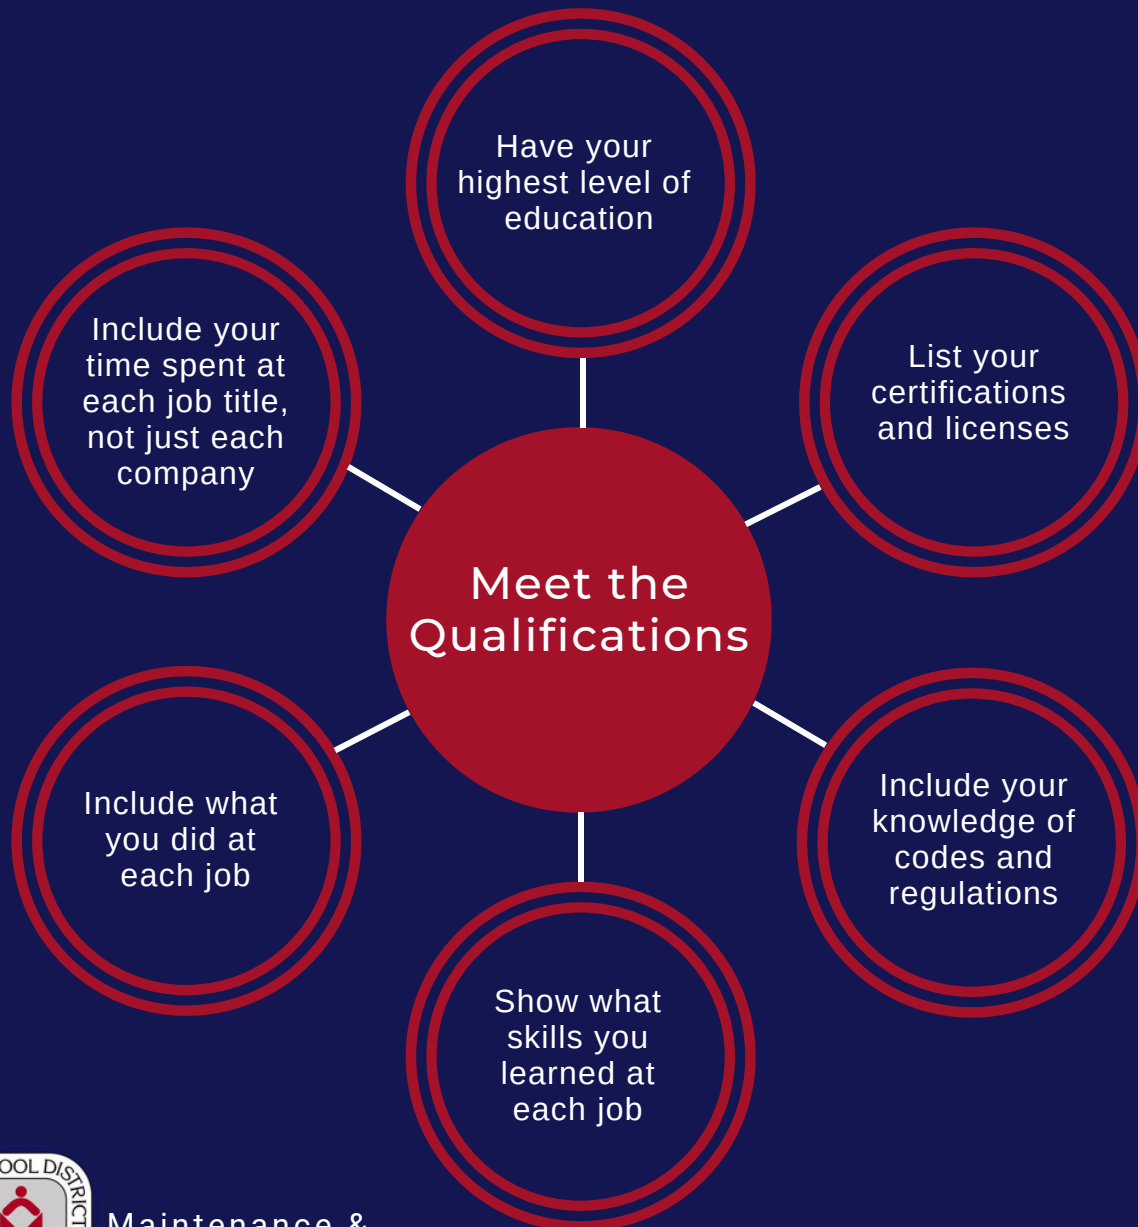 Have your
highest level of
education
Include your
time spent at
each job title,
not just each
company
List your
certifications
and licenses
Meet the
Qualifications
Include what
you did at
each job
Include your
knowledge of
codes and
regulations
Show what
skills you
learned at
each job
DISTRICT
Maintenance &